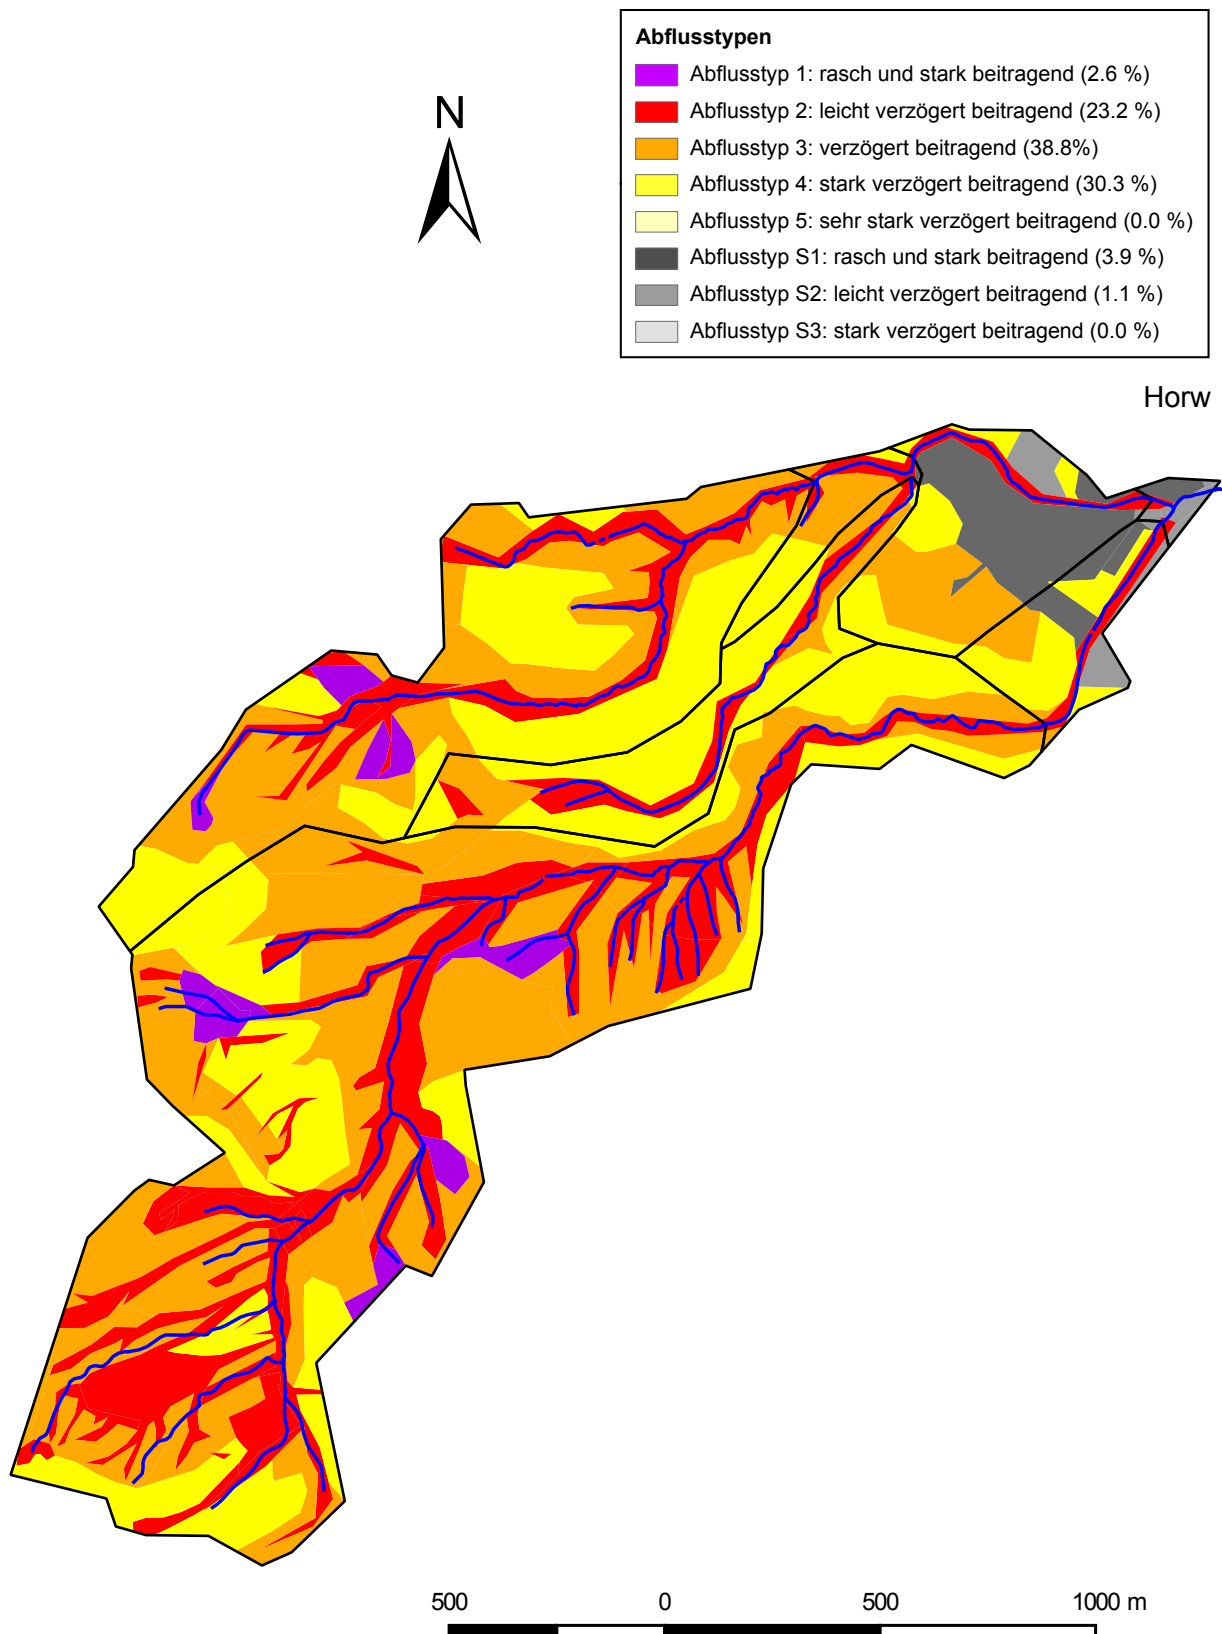 Abflusstypen
Abflusstyp 1: rasch und stark beitragend (2.6 %)
Abflusstyp 2: leicht verzögert beitragend (23.2 %)
Abflusstyp 3: verzögert beitragend (38.8%)
Abflusstyp 4: stark verzögert beitragend (30.3 %)
Abflusstyp 5: sehr stark verzögert beitragend (0.0 %)
Abflusstyp S1: rasch und stark beitragend (3.9 %)
Abflusstyp S2: leicht verzögert beitragend (1.1 %)
Abflusstyp S3: stark verzögert beitragend (0.0 %)
N
Horw
500 0 500 1000 m